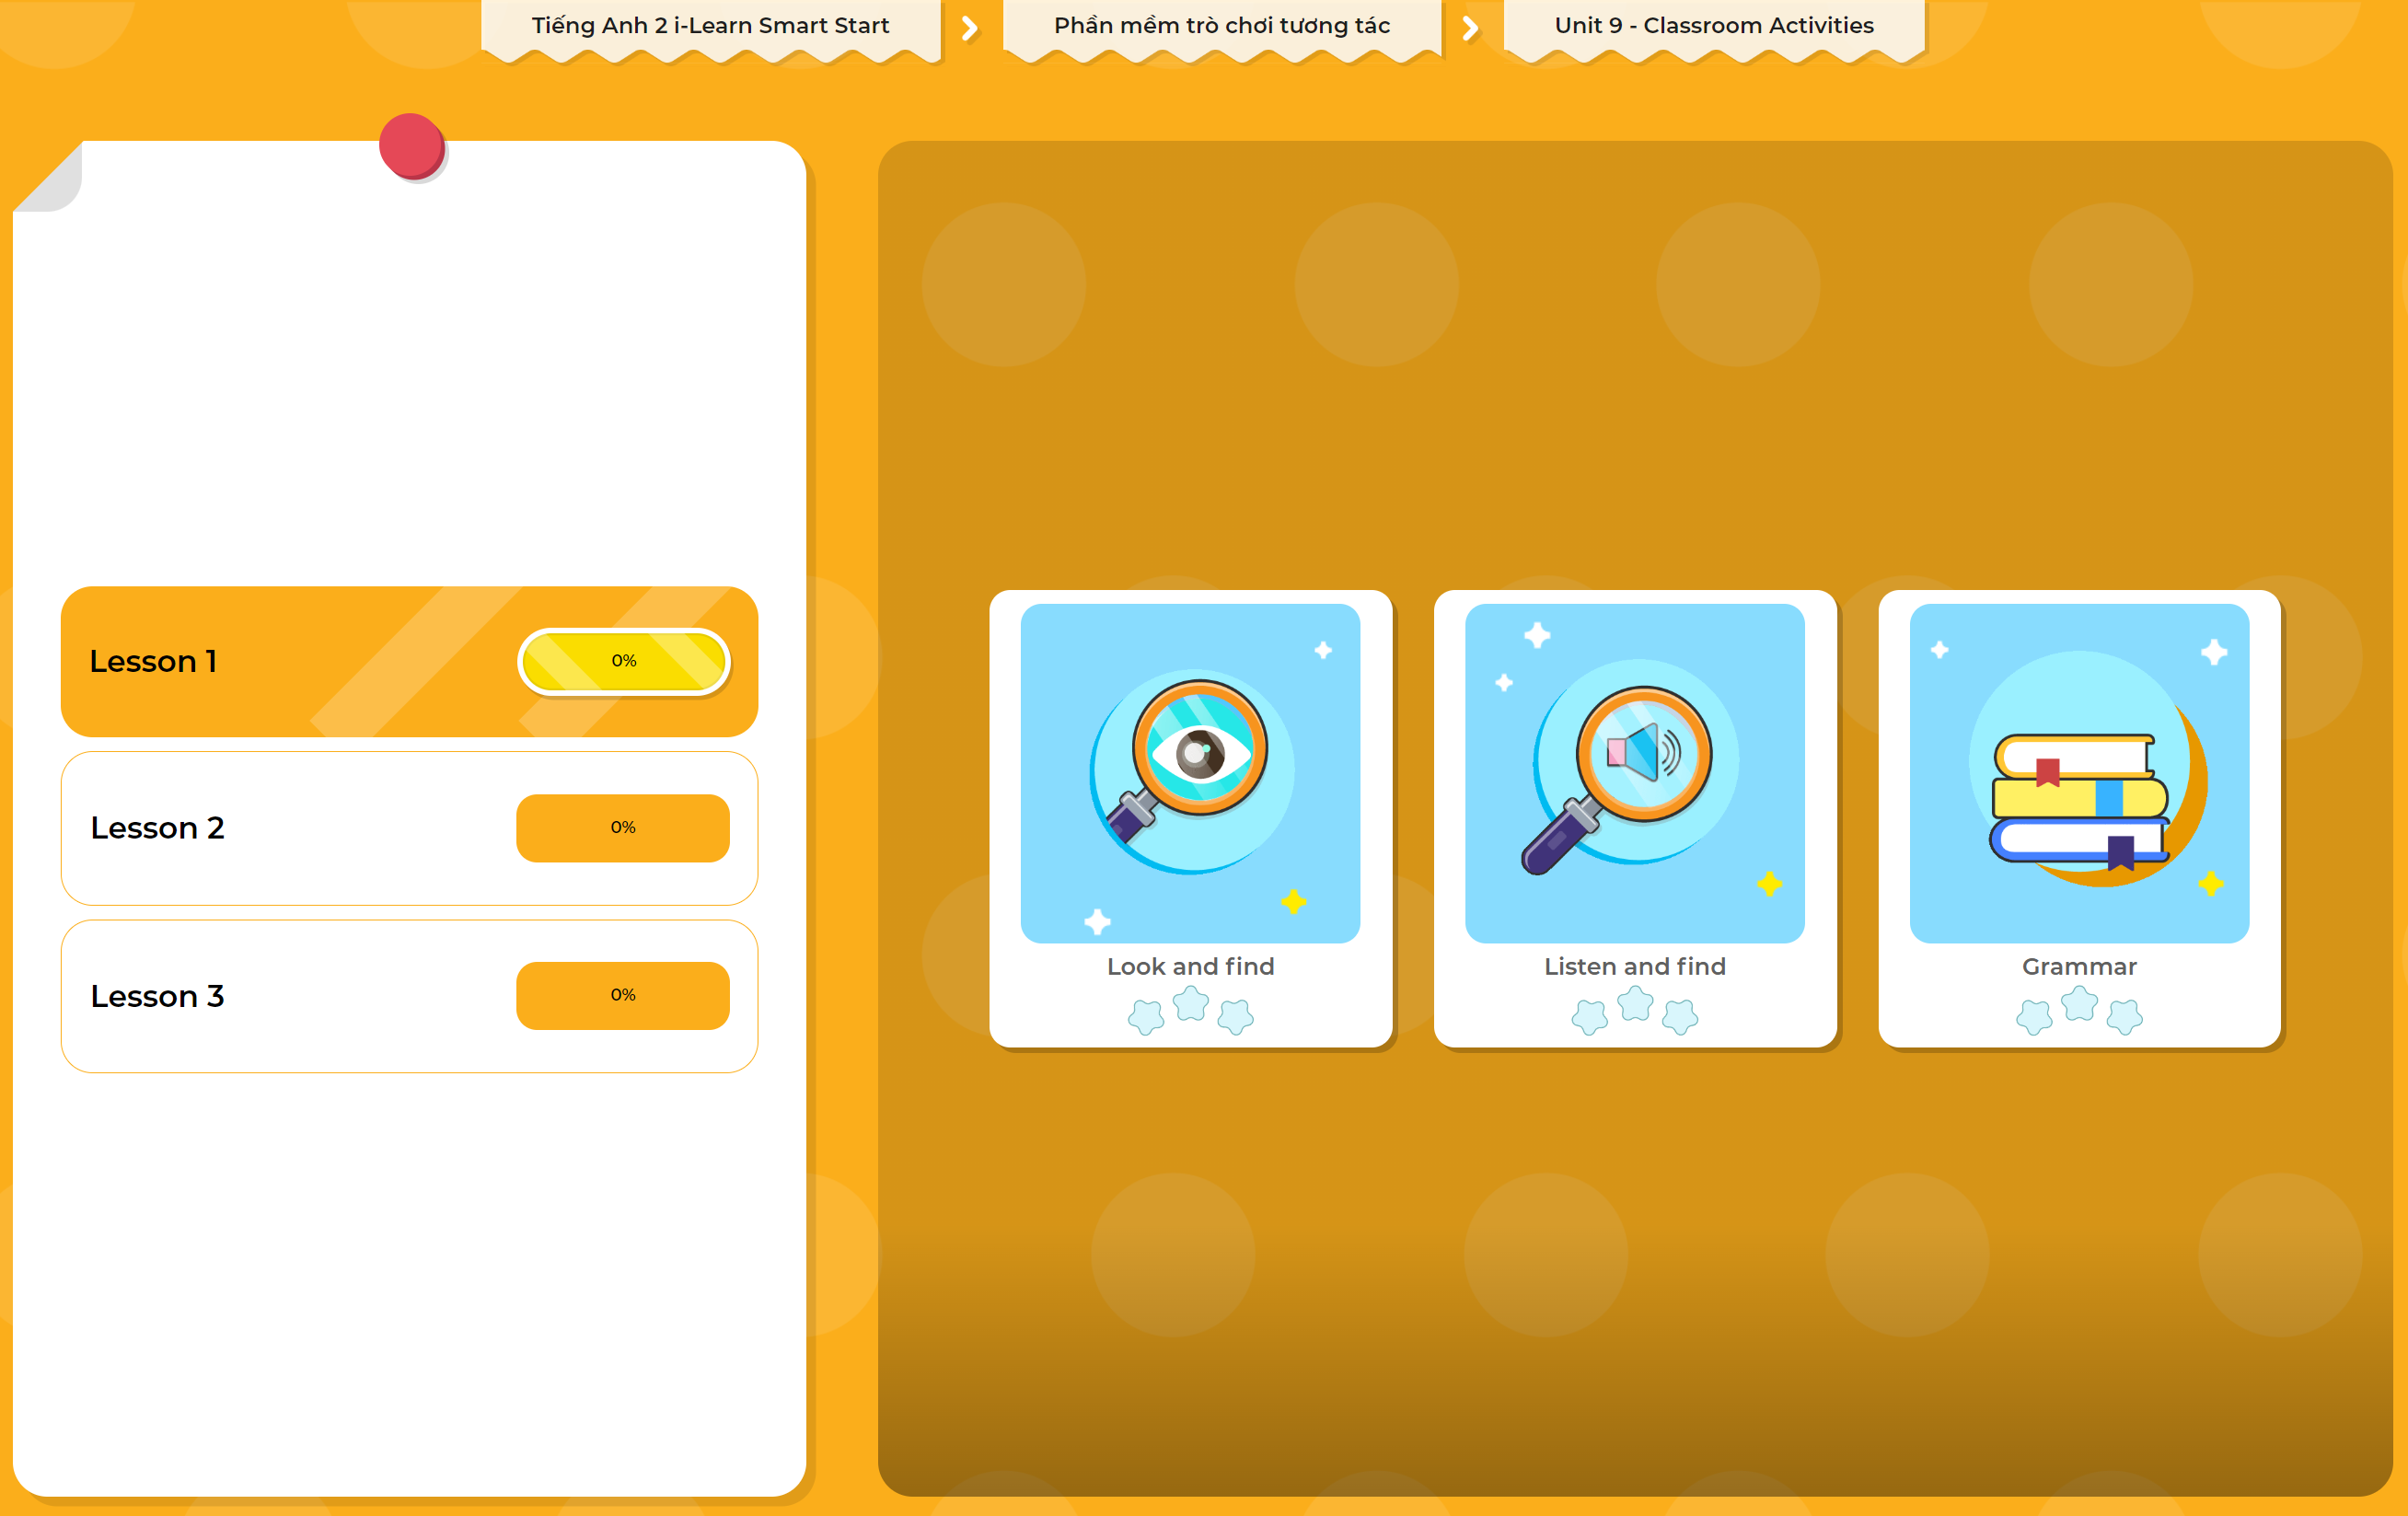 Tiếng Anh 2 i-Learn Smart Start
Phần mềm trò chơi tương tác
Unit 9 - Classroom Activities
Lesson 1
0%
Lesson 2
0%
Lesson 3
0%
Look and find
Listen and find
Grammar